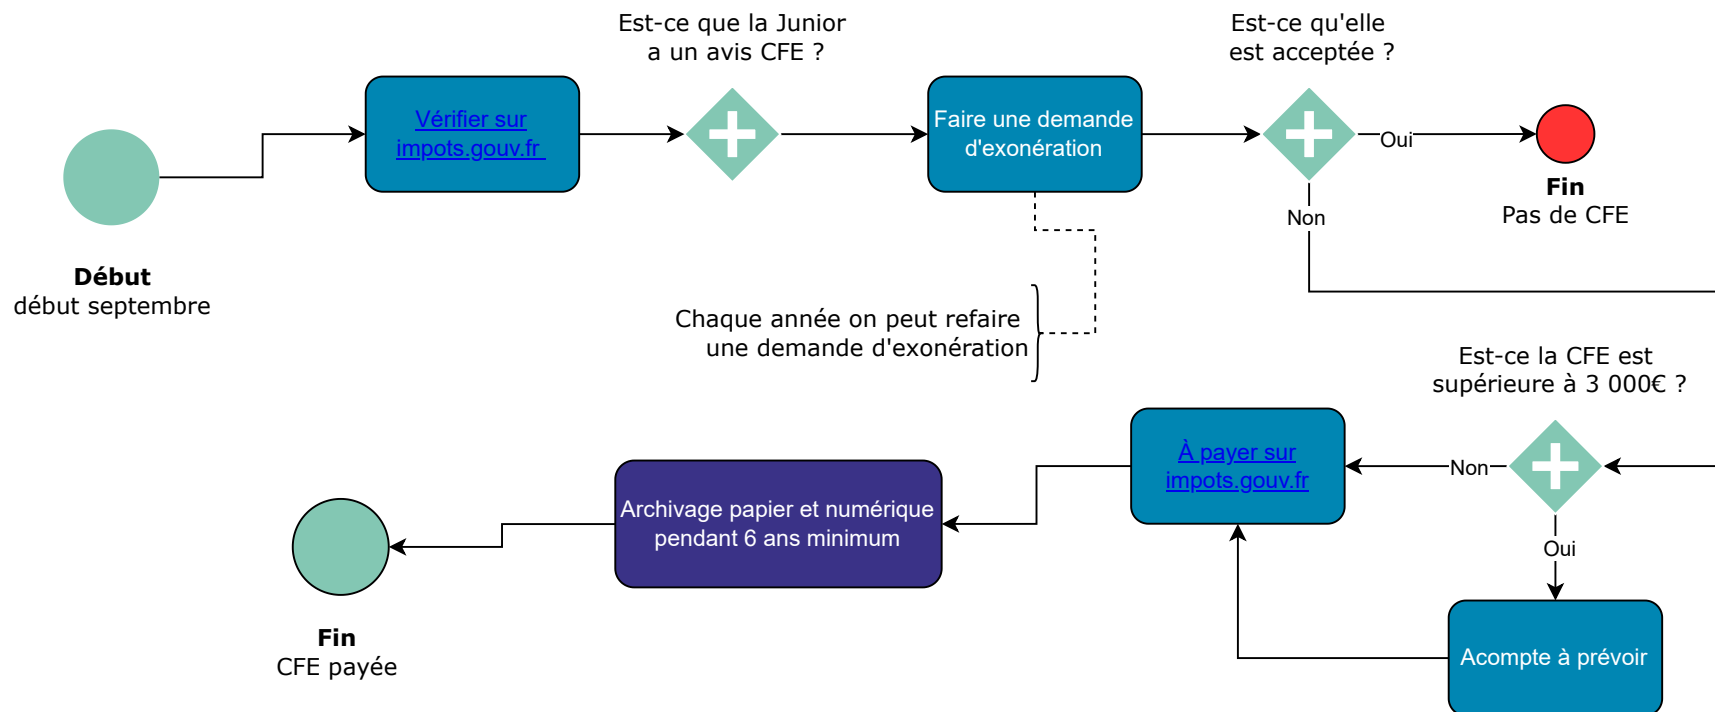 Est-ce que la Junior
a un avis CFE ?
Est-ce qu'elle
est acceptée ?
Vérifier sur
impots.gouv.fr
Faire une demande
d'exonération
Oui
Non
Fin
Pas de CFE
Début
début septembre
Chaque année on peut refaire
une demande d'exonération
Est-ce la CFE est
supérieure à 3 000€ ?
À payer sur
impots.gouv.fr
Non
Oui
Archivage papier et numérique
pendant 6 ans minimum
Fin
CFE payée
Acompte à prévoir